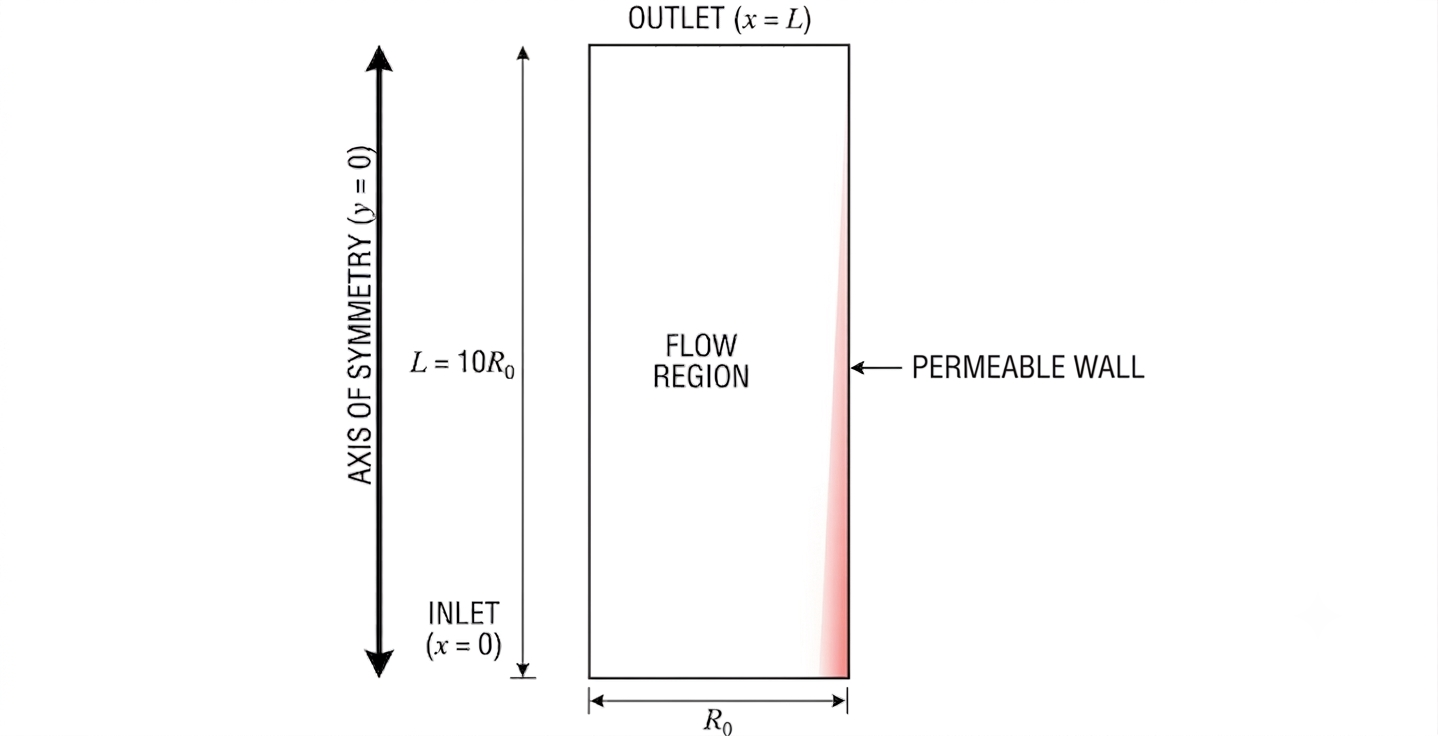 OUTLET (x = L)
AXIS OF SYMMETRY (y = 0)
L = 10R₀
FLOW
REGION
PERMEABLE WALL
INLET
(x = 0)
R₀